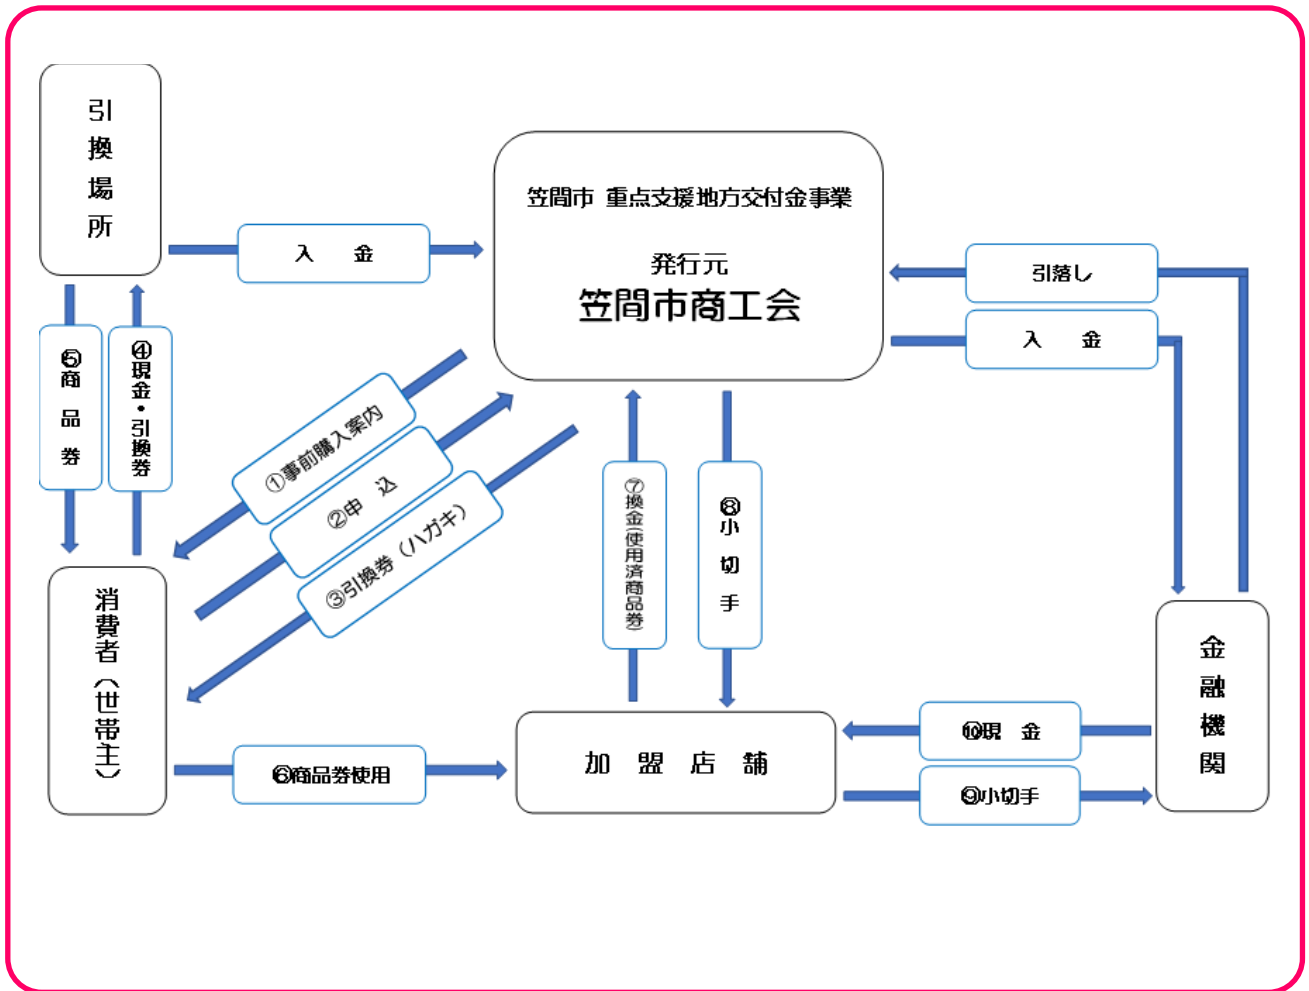 引換場所
笠間市 重点支援地方交付金事業
発行元
笠間市商工会
入 金
引落し
入 金
⑤商品券
④現金・引換券
①事前購入案内
②申 込
③引換券（ハガキ）
⑦換金(使用済商品券)
⑧小切手
消費者（世帯主）
金融機関
⑥商品券使用
加 盟 店 舗
⑩現 金
⑨小切手